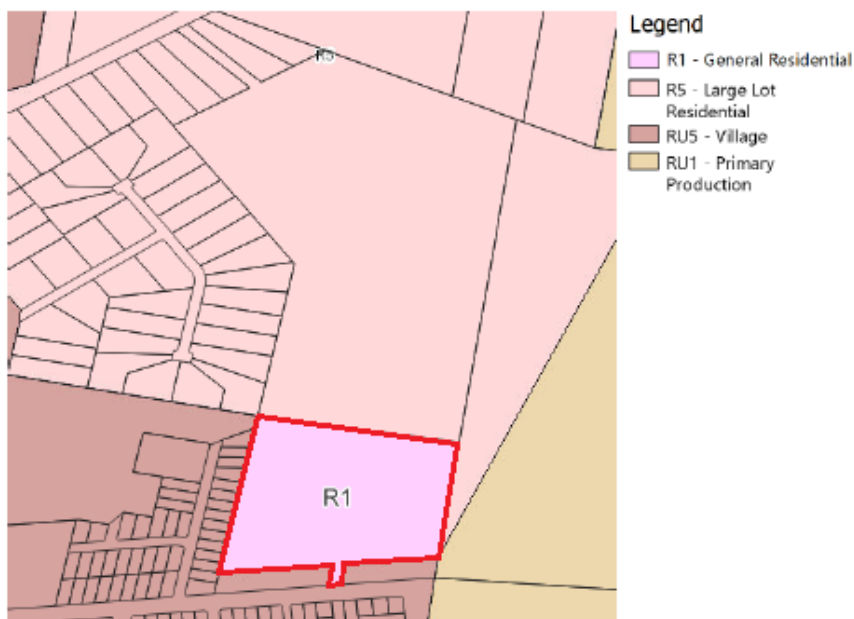 R5
Legend
R1 - General Residential
R5 - Large Lot
Residential
RU5 - Village
RU1 - Primary
Production
R1